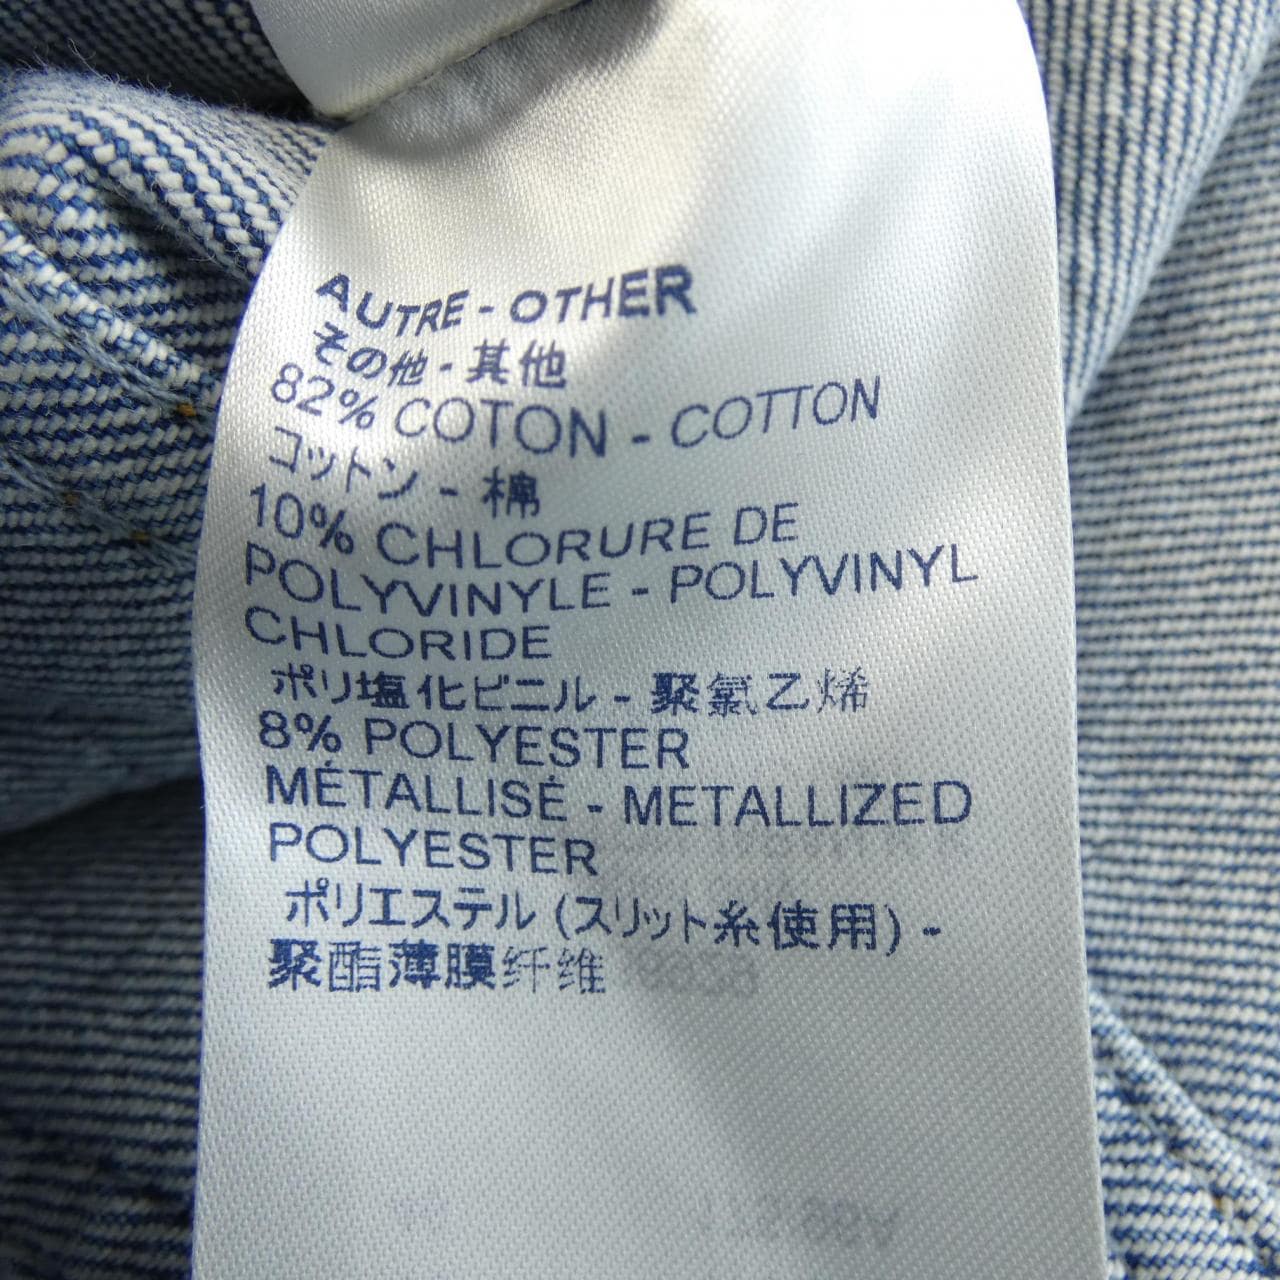 AUTRE - OTHER
その他 - 其他
82% COTON - COTTON
コットン - 棉
10% CHLORURE DE
POLYVINYLE - POLYVINYL
CHLORIDE
ポリ塩化ビニル - 聚氯乙烯
8% POLYESTER
MÉTALLISÉ - METALLIZED
POLYESTER
ポリエステル (スリット糸使用) -
聚酯薄膜纤维